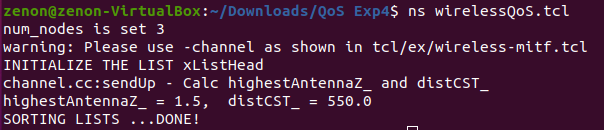 zenon@zenon-VirtualBox:~/Downloads/QoS Exp4$ ns wirelessQoS.tcl
num_nodes is set 3
warning: Please use -channel as shown in tcl/ex/wireless-mitf.tcl
INITIALIZE THE LIST xListHead
channel.cc:sendUp - Calc highestAntennaZ_ and distCST_
highestAntennaZ_ = 1.5,  distCST_ = 550.0
SORTING LISTS ...DONE!